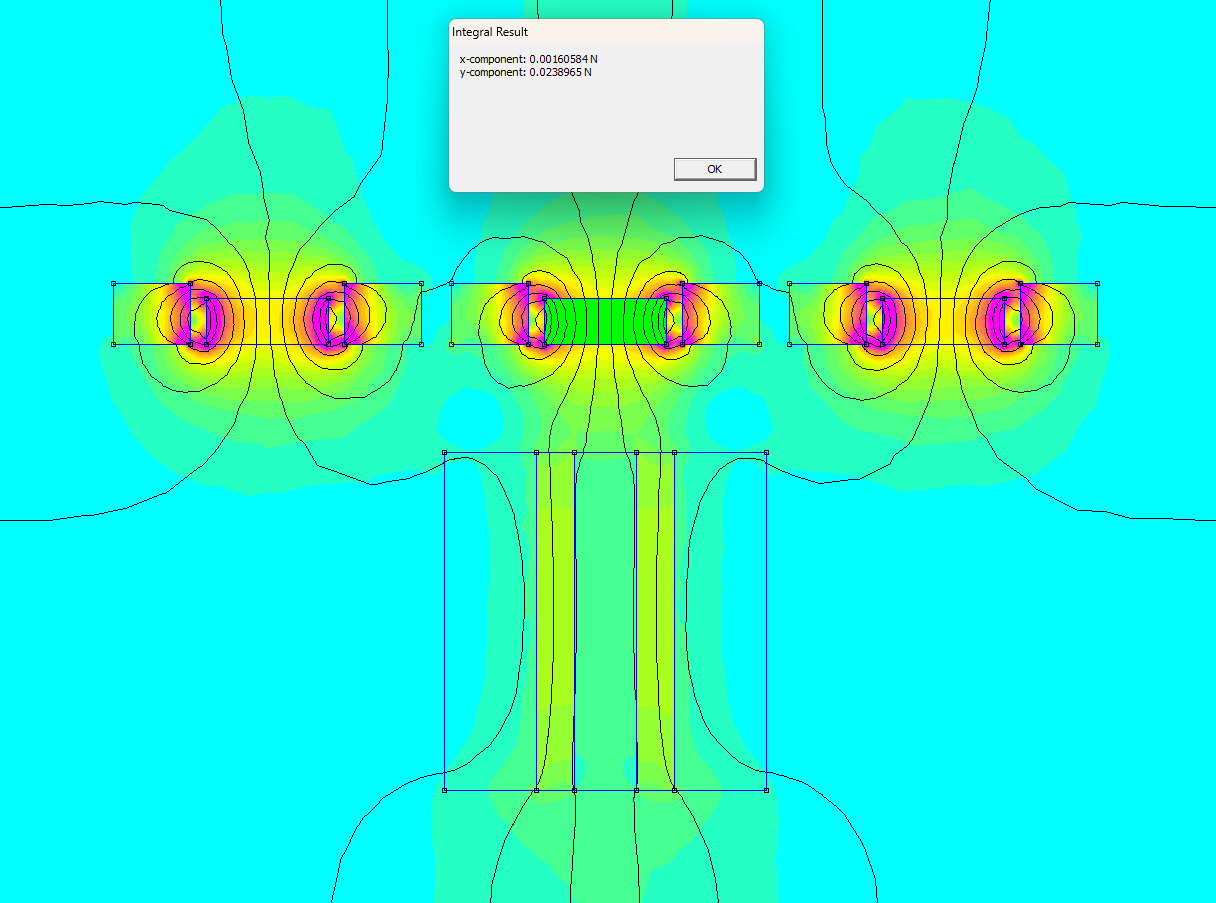 Integral Result
x-component: 0.00160584 N
y-component: 0.0238965 N
OK